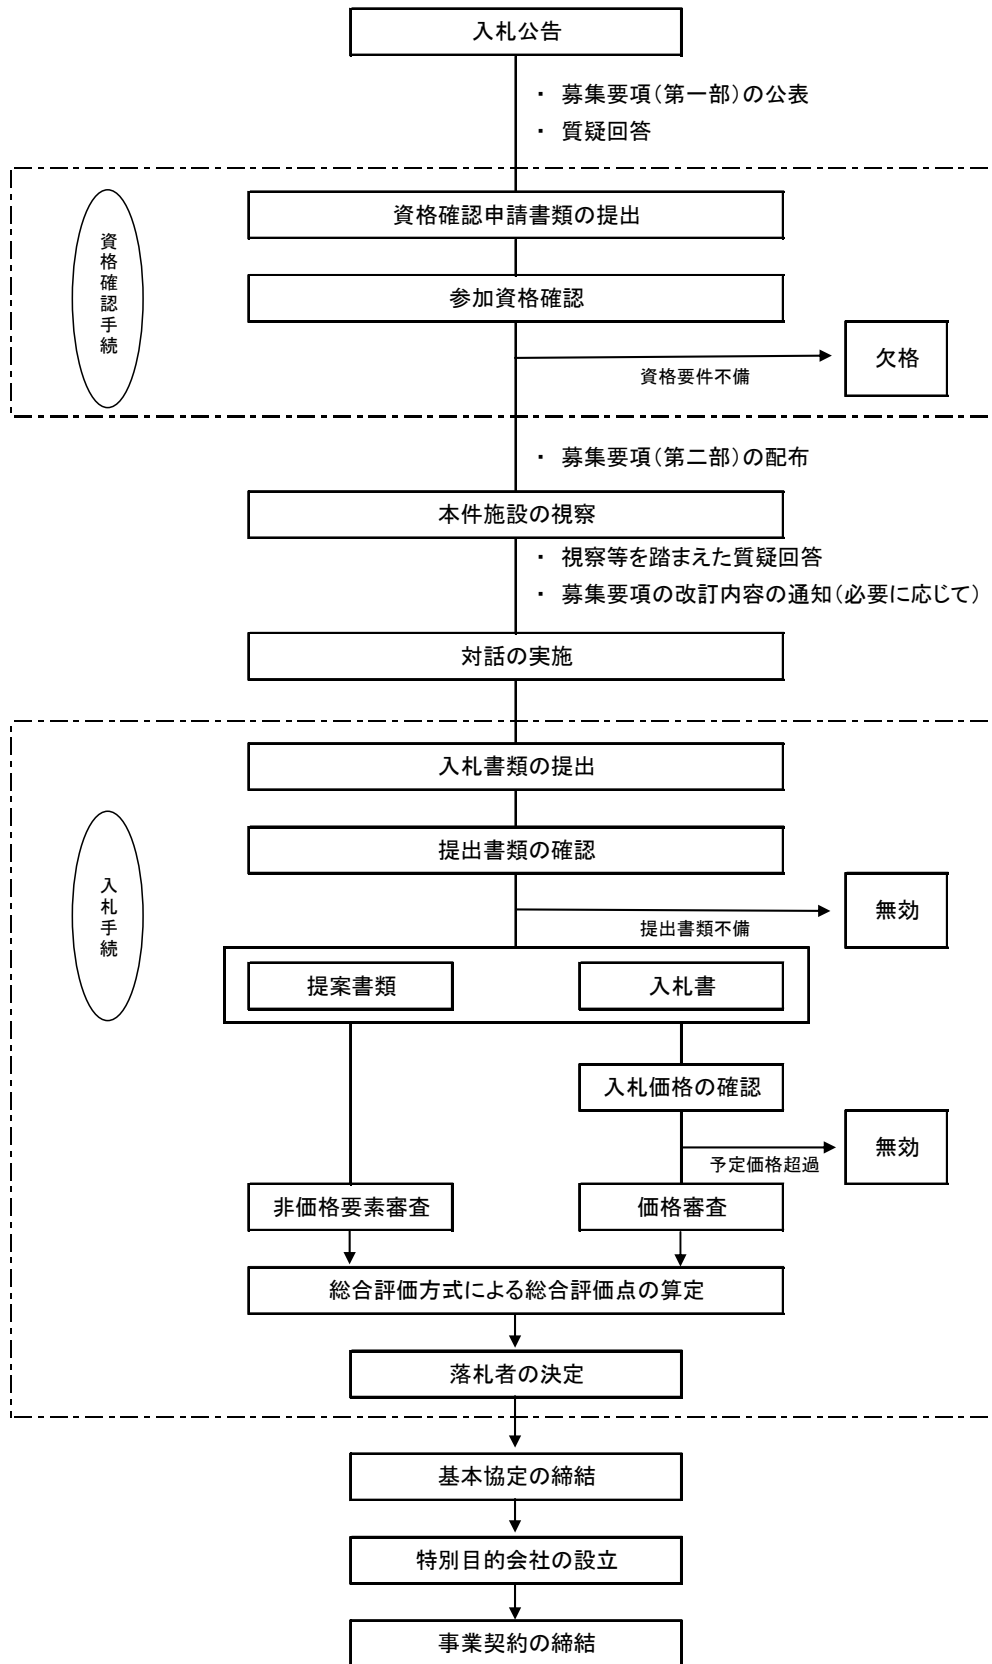 入札公告
・ 募集要項(第一部)の公表
・ 質疑回答
資格確認手続
資格確認申請書類の提出
参加資格確認
資格要件不備
欠格
・ 募集要項(第二部)の配布
本件施設の視察
・ 視察等を踏まえた質疑回答
・ 募集要項の改訂内容の通知(必要に応じて)
対話の実施
入札手続
入札書類の提出
提出書類の確認
提出書類不備
無効
提案書類
入札書
入札価格の確認
予定価格超過
無効
非価格要素審査
価格審査
総合評価方式による総合評価点の算定
落札者の決定
基本協定の締結
特別目的会社の設立
事業契約の締結